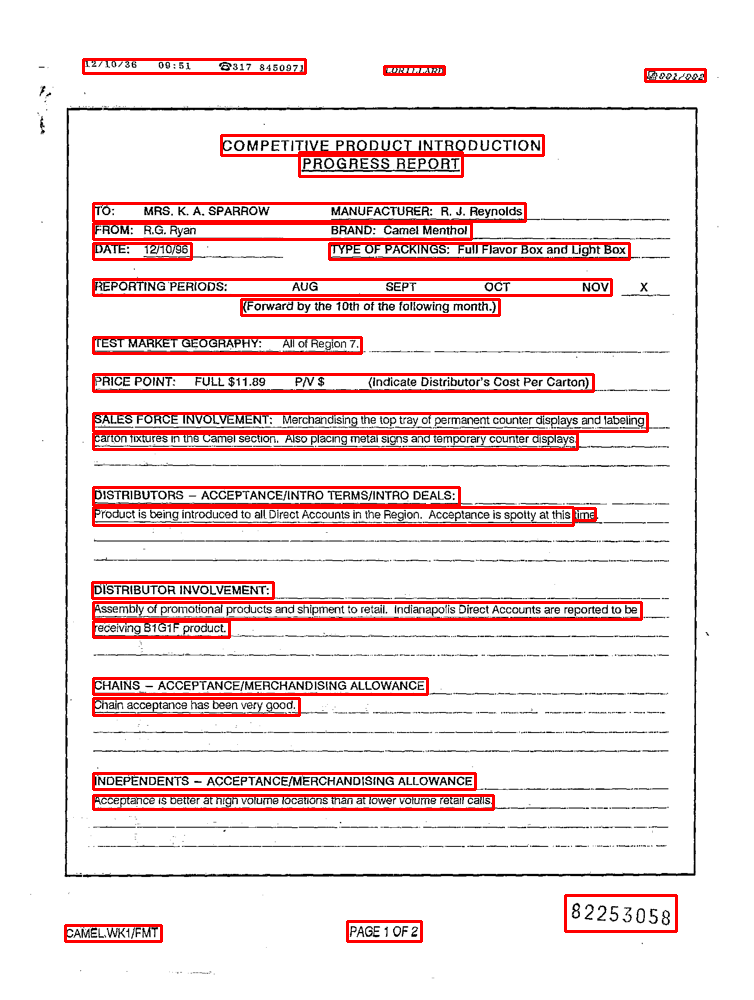 12/10/96 09:51 ☎317 8450971 LORILLARD 001/002
COMPETITIVE PRODUCT INTRODUCTION
PROGRESS REPORT
TO: MRS. K. A. SPARROW MANUFACTURER: R. J. Reynolds
FROM: R.G. Ryan BRAND: Camel Menthol
DATE: 12/10/96 TYPE OF PACKINGS: Full Flavor Box and Light Box
REPORTING PERIODS: AUG SEPT OCT NOV X
(Forward by the 10th of the following month.)
TEST MARKET GEOGRAPHY: All of Region 7.
PRICE POINT: FULL $11.89 P/V $ (Indicate Distributor's Cost Per Carton)
SALES FORCE INVOLVEMENT: Merchandising the top tray of permanent counter displays and labeling
carton fixtures in the Camel section. Also placing metal signs and temporary counter displays.
DISTRIBUTORS – ACCEPTANCE/INTRO TERMS/INTRO DEALS:
Product is being introduced to all Direct Accounts in the Region. Acceptance is spotty at this time.
DISTRIBUTOR INVOLVEMENT:
Assembly of promotional products and shipment to retail. Indianapolis Direct Accounts are reported to be
receiving B1G1F product.
CHAINS – ACCEPTANCE/MERCHANDISING ALLOWANCE
Chain acceptance has been very good.
INDEPENDENTS – ACCEPTANCE/MERCHANDISING ALLOWANCE
Acceptance is better at high volume locations than at lower volume retail calls.
82253058
CAMEL.WK1/FMT PAGE 1 OF 2